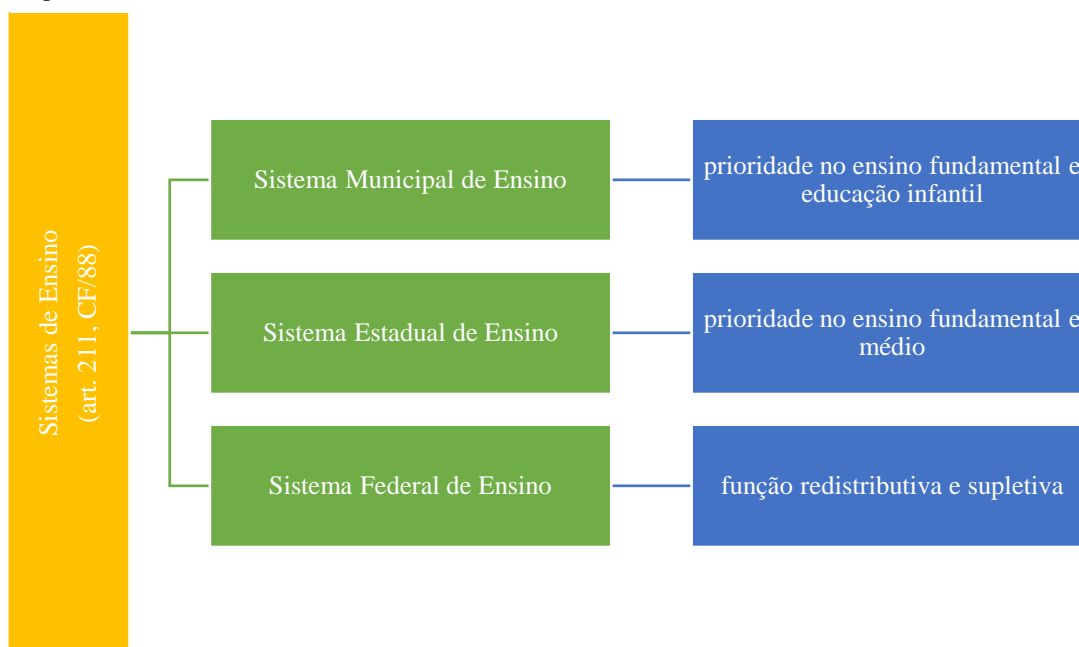 Sistemas de Ensino
(art. 211, CF/88)
Sistema Municipal de Ensino
prioridade no ensino fundamental e
educação infantil
Sistema Estadual de Ensino
prioridade no ensino fundamental e
médio
Sistema Federal de Ensino
função redistributiva e supletiva